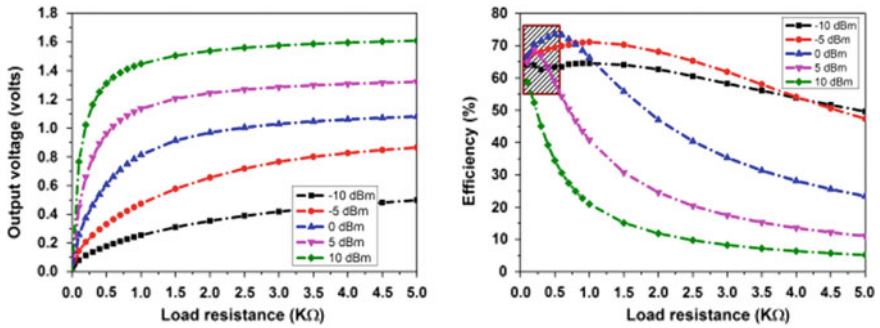 Output voltage (volts)
1.8
1.6
1.4
1.2
1.0
0.8
0.6
0.4
0.2
0.0
-10 dBm
-5 dBm
0 dBm
5 dBm
10 dBm
0.0 0.5 1.0 1.5 2.0 2.5 3.0 3.5 4.0 4.5 5.0
Load resistance (KΩ)
Efficiency (%)
80
70
60
50
40
30
20
10
0
-10 dBm
-5 dBm
0 dBm
5 dBm
10 dBm
0.0 0.5 1.0 1.5 2.0 2.5 3.0 3.5 4.0 4.5 5.0
Load resistance (KΩ)